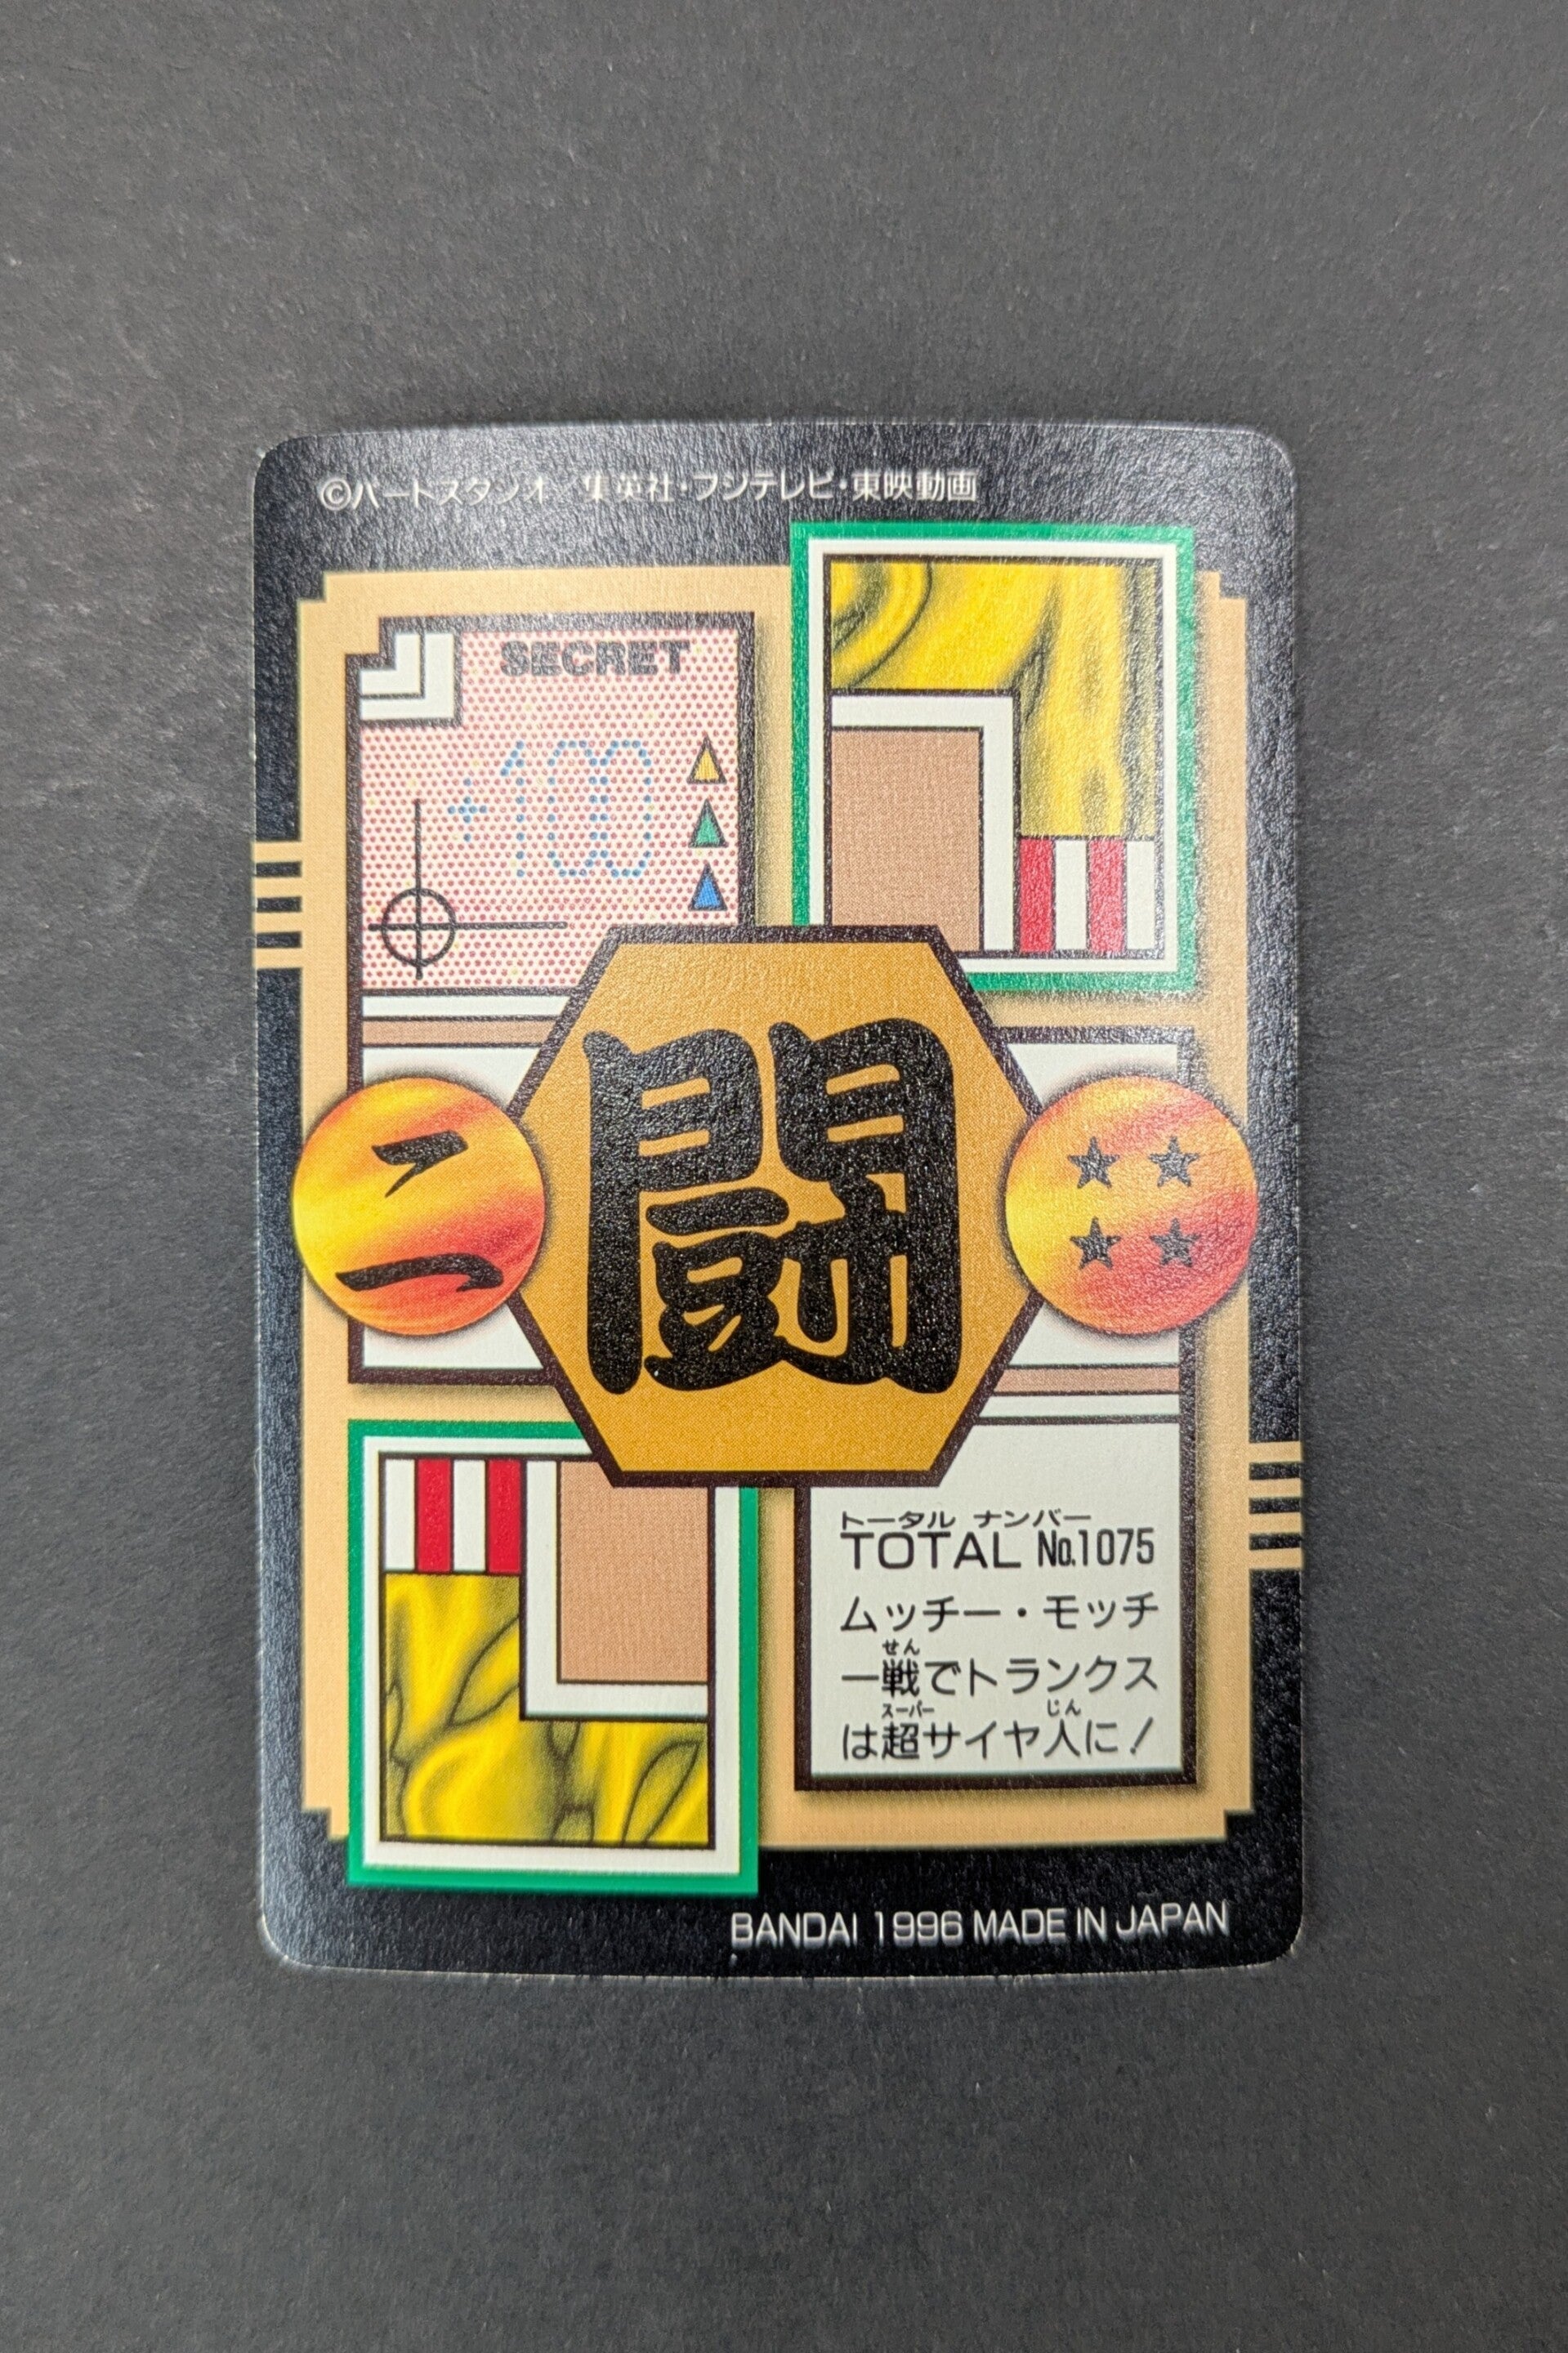 ©バードスタジオ/集英社・フジテレビ・東映動画
SECRET
+100
闘
二
トータル ナンバー
TOTAL No.1075
ムッチー・モッチ
せん
一戦でトランクス
スーパー じん
は超サイヤ人に!
BANDAI 1996 MADE IN JAPAN